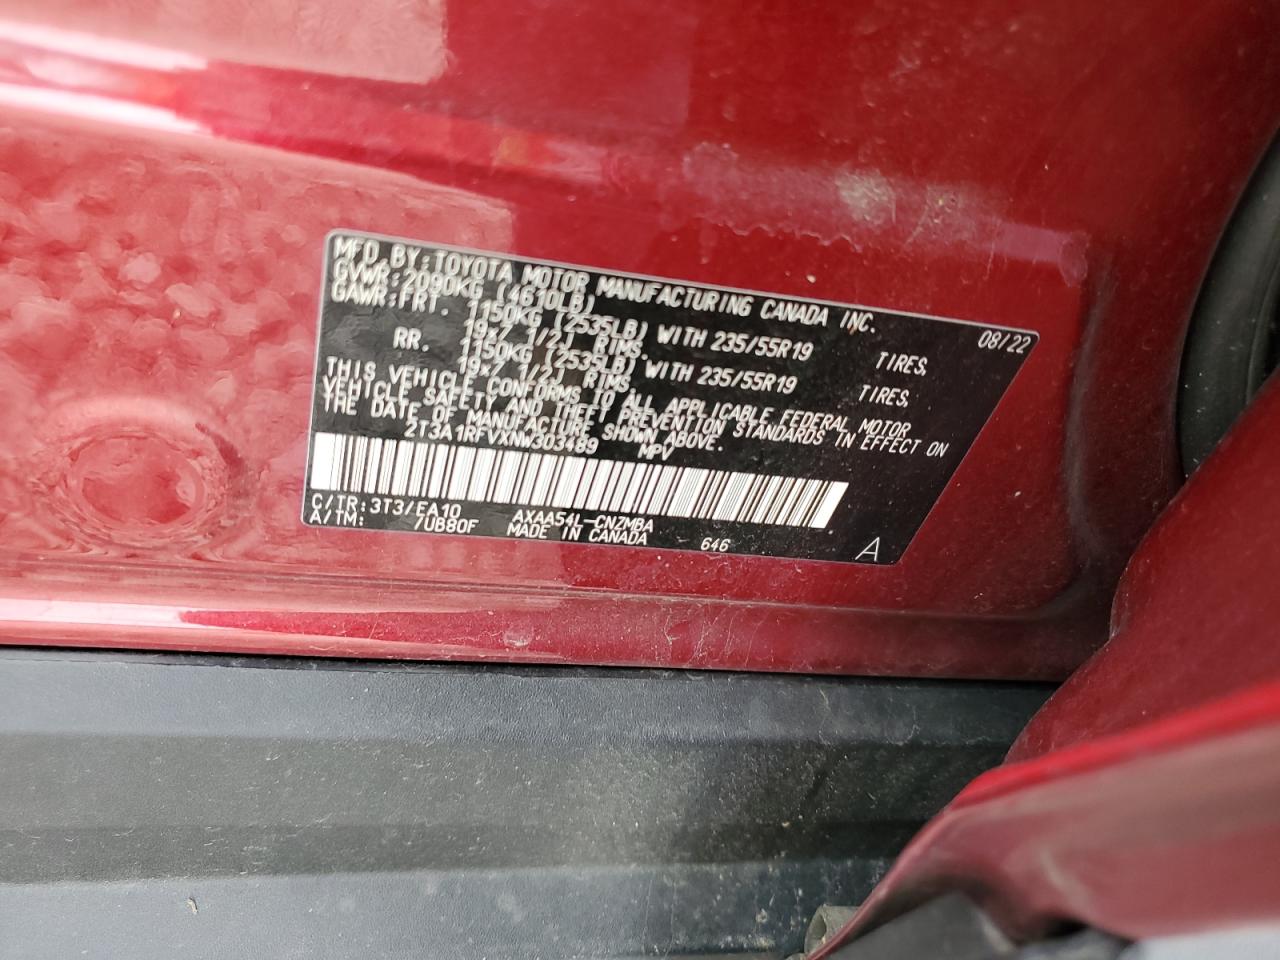 MFD BY: TOYOTA MOTOR MANUFACTURING CANADA INC. 08/22
GVWR: 2090KG (4610LB)
GAWR: FRT. 1150KG (2535LB) WITH 235/55R19 TIRES,
19x7 1/2J RIMS.
RR. 1150KG (2535LB) WITH 235/55R19 TIRES,
19x7 1/2J RIMS
THIS VEHICLE CONFORMS TO ALL APPLICABLE FEDERAL MOTOR
VEHICLE SAFETY AND THEFT PREVENTION STANDARDS IN EFFECT ON
THE DATE OF MANUFACTURE SHOWN ABOVE.
2T3A1RFVXNW303489 MPV
C/TR: 3T3/EA10 AXAA54L-CNZMBA
A/TM: /UB80F MADE IN CANADA 646 A